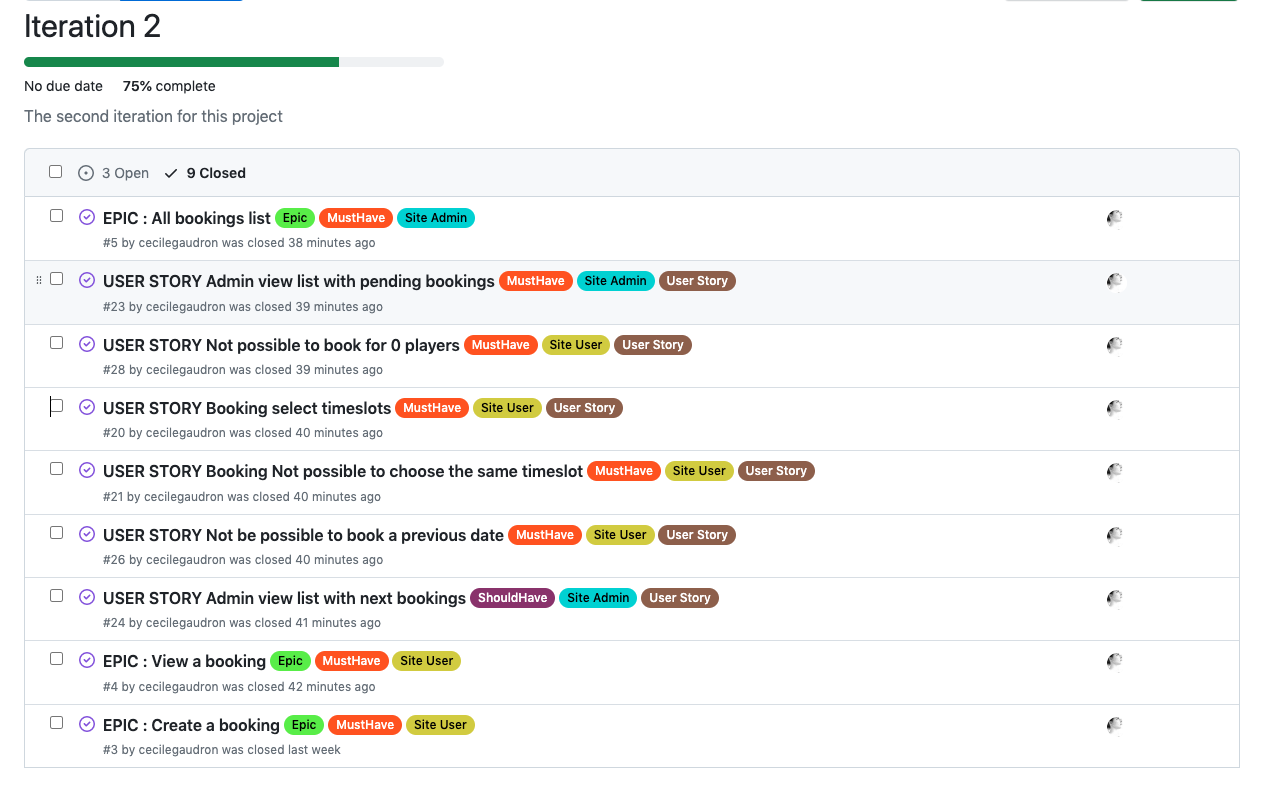 Iteration 2
No due date 75% complete
The second iteration for this project
3 Open 9 Closed
EPIC : All bookings list Epic MustHave Site Admin
#5 by cecilegaudron was closed 38 minutes ago
USER STORY Admin view list with pending bookings MustHave Site Admin User Story
#23 by cecilegaudron was closed 39 minutes ago
USER STORY Not possible to book for 0 players MustHave Site User User Story
#28 by cecilegaudron was closed 39 minutes ago
USER STORY Booking select timeslots MustHave Site User User Story
#20 by cecilegaudron was closed 40 minutes ago
USER STORY Booking Not possible to choose the same timeslot MustHave Site User User Story
#21 by cecilegaudron was closed 40 minutes ago
USER STORY Not be possible to book a previous date MustHave Site User User Story
#26 by cecilegaudron was closed 40 minutes ago
USER STORY Admin view list with next bookings ShouldHave Site Admin User Story
#24 by cecilegaudron was closed 41 minutes ago
EPIC : View a booking Epic MustHave Site User
#4 by cecilegaudron was closed 42 minutes ago
EPIC : Create a booking Epic MustHave Site User
#3 by cecilegaudron was closed last week